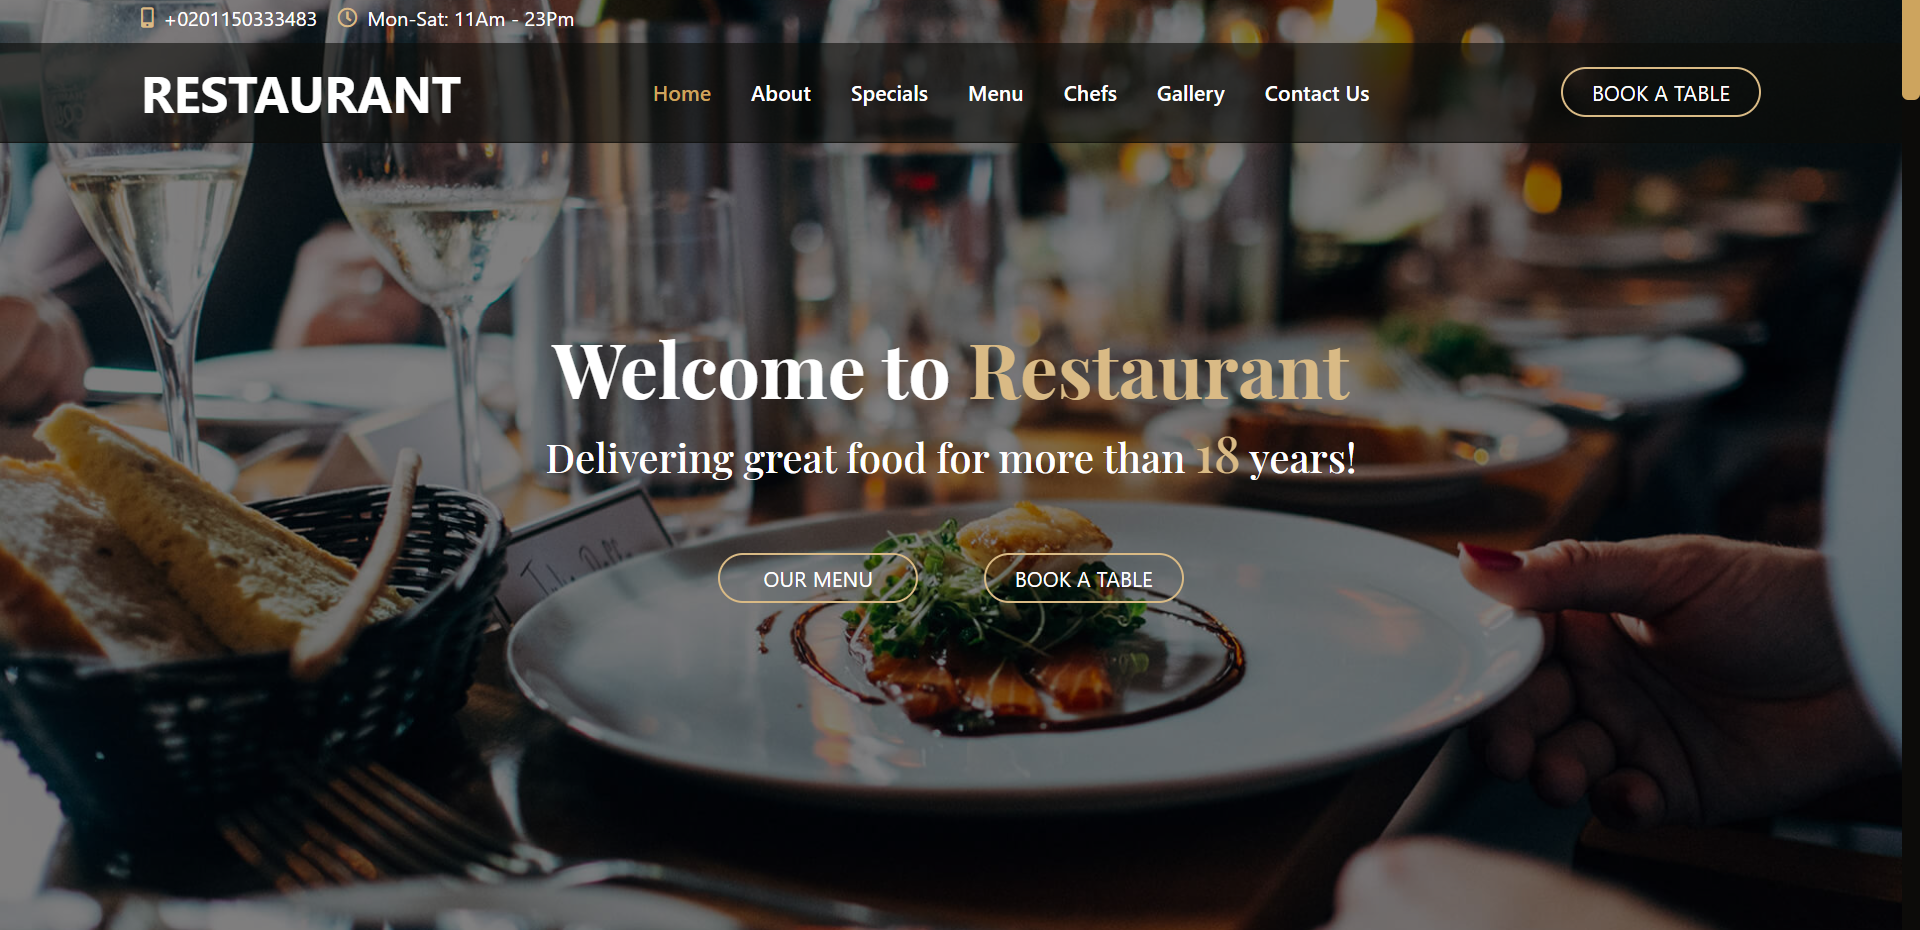 +0201150333483 Mon-Sat: 11Am - 23Pm
RESTAURANT Home About Specials Menu Chefs Gallery Contact Us BOOK A TABLE
Welcome to Restaurant
Delivering great food for more than 18 years!
OUR MENU BOOK A TABLE